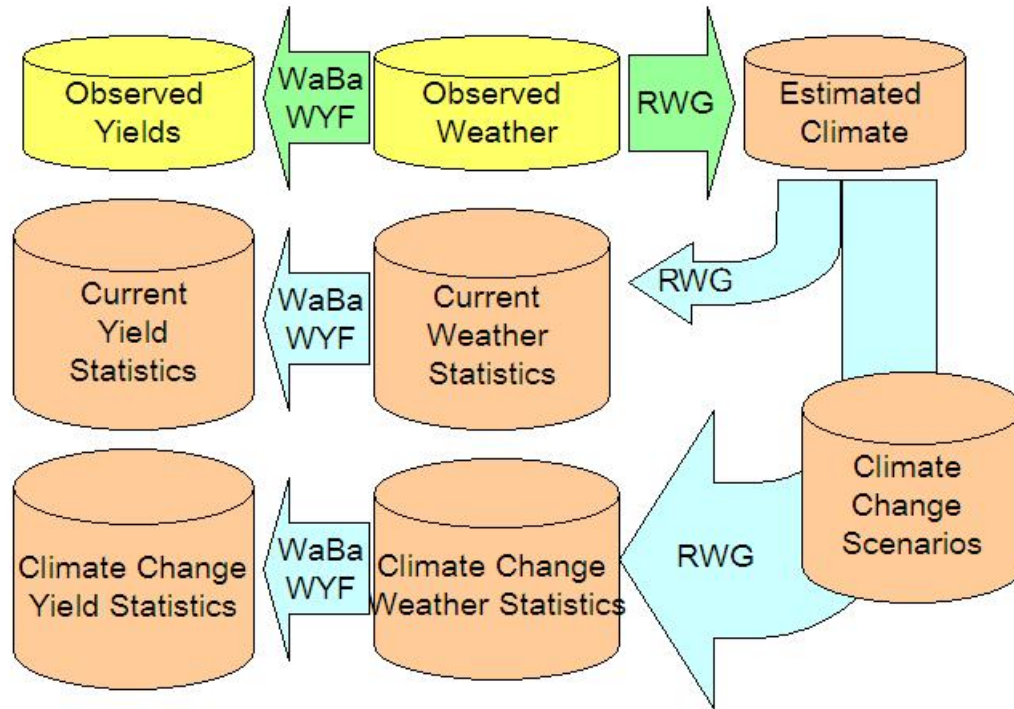 Observed
Yields
WaBa
WYF
Observed
Weather
RWG
Estimated
Climate
Current
Yield
Statistics
WaBa
WYF
Current
Weather
Statistics
RWG
Climate Change
Yield Statistics
WaBa
WYF
Climate Change
Weather Statistics
RWG
Climate
Change
Scenarios